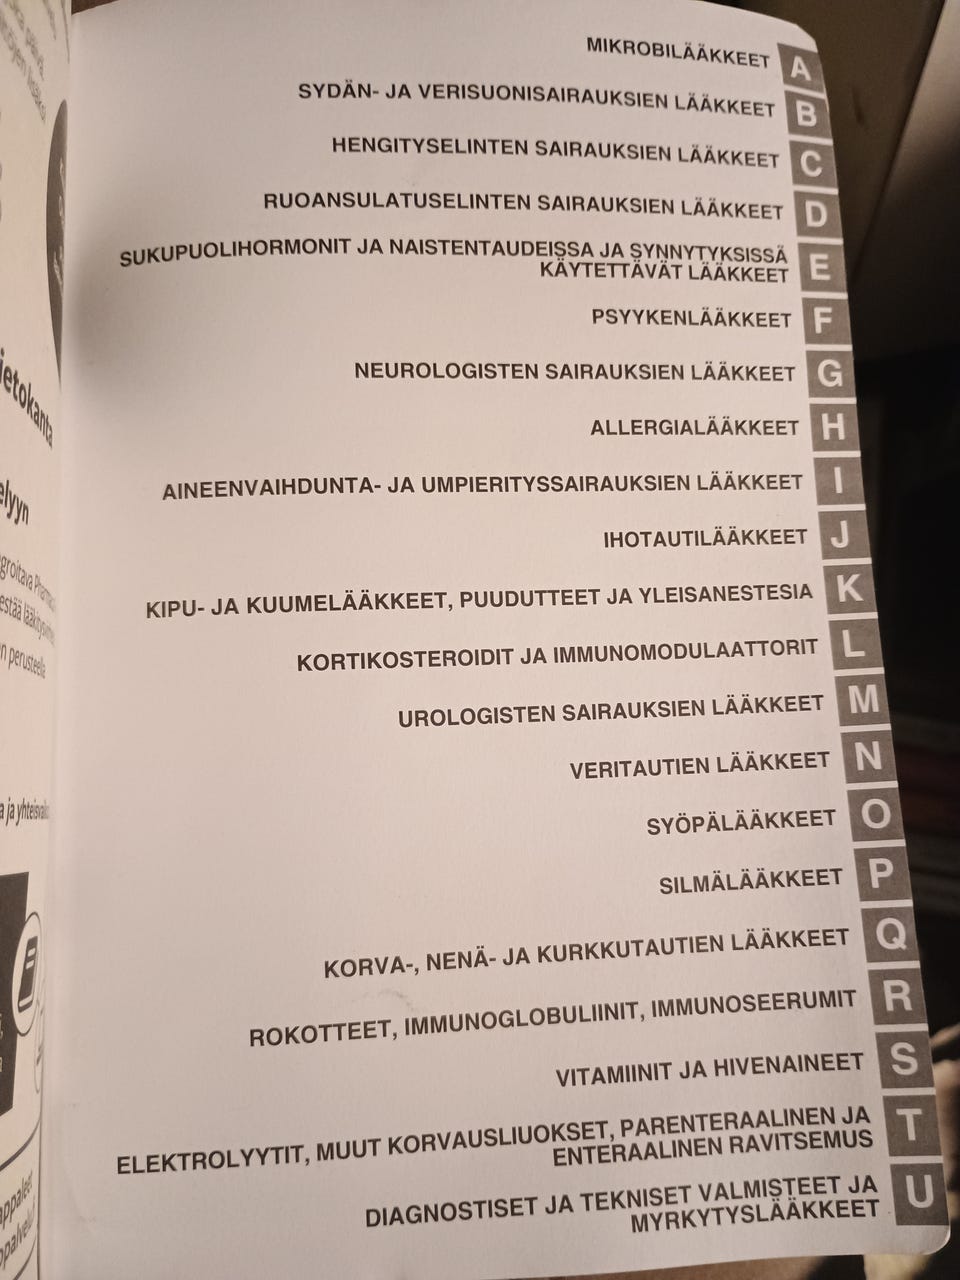 MIKROBILÄÄKKEET A
SYDÄN- JA VERISUONISAIRAUKSIEN LÄÄKKEET B
HENGITYSELINTEN SAIRAUKSIEN LÄÄKKEET C
RUOANSULATUSELINTEN SAIRAUKSIEN LÄÄKKEET D
SUKUPUOLIHORMONIT JA NAISTENTAUDEISSA JA SYNNYTYKSISSÄ
KÄYTETTÄVÄT LÄÄKKEET E
PSYYKENLÄÄKKEET F
NEUROLOGISTEN SAIRAUKSIEN LÄÄKKEET G
ALLERGIALÄÄKKEET H
AINEENVAIHDUNTA- JA UMPIERITYSSAIRAUKSIEN LÄÄKKEET I
IHOTAUTILÄÄKKEET J
KIPU- JA KUUMELÄÄKKEET, PUUDUTTEET JA YLEISANESTESIA K
KORTIKOSTEROIDIT JA IMMUNOMODULAATTORIT L
UROLOGISTEN SAIRAUKSIEN LÄÄKKEET M
VERITAUTIEN LÄÄKKEET N
SYÖPÄLÄÄKKEET O
SILMÄLÄÄKKEET P
KORVA-, NENÄ- JA KURKKUTAUTIEN LÄÄKKEET Q
ROKOTTEET, IMMUNOGLOBULIINIT, IMMUNOSEERUMIT R
VITAMIINIT JA HIVENAINEET S
ELEKTROLYYTIT, MUUT KORVAUSLIUOKSET, PARENTERAALINEN JA
ENTERAALINEN RAVITSEMUS T
DIAGNOSTISET JA TEKNISET VALMISTEET JA
MYRKYTYSLÄÄKKEET U
perusteella